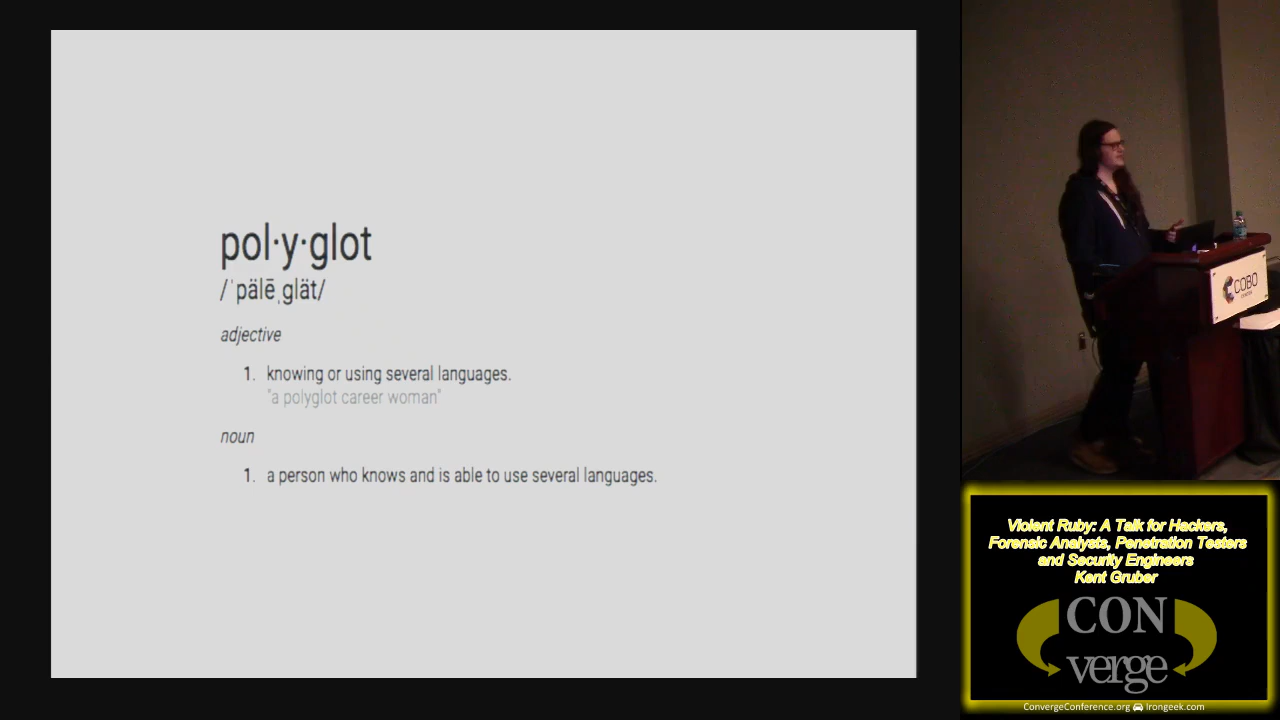 pol·y·glot
/ˈpälēˌglät/
adjective
1. knowing or using several languages.
"a polyglot career woman"
noun
1. a person who knows and is able to use several languages.
COBO
Violent Ruby: A Talk for Hackers,
Forensic Analysts, Penetration Testers
and Security Engineers
Kent Gruber
CON
verge
ConvergeConference.org Irongeek.com